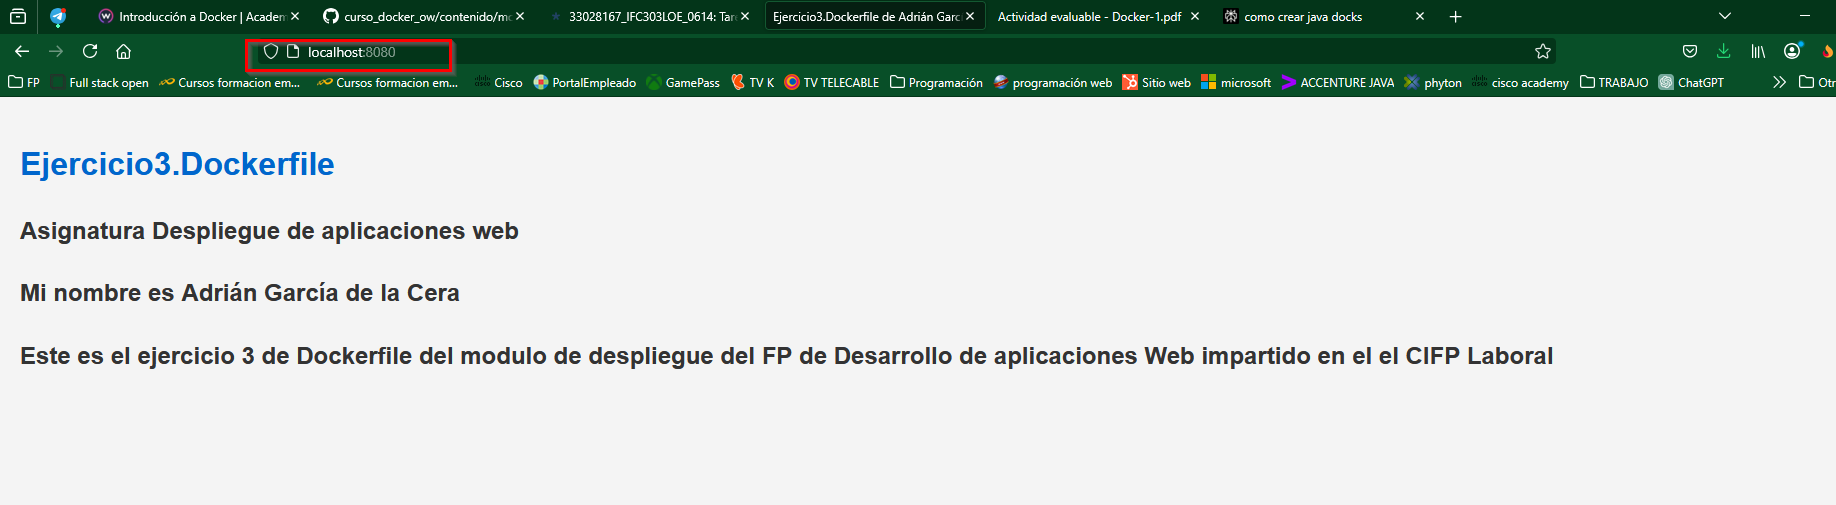 Introducción a Docker | Academ
curso_docker_ow/contenido/mo
33028167_IFC303LOE_0614: Tare
Ejercicio3.Dockerfile de Adrián Garcí
Actividad evaluable - Docker-1.pdf
como crear java docks
localhost:8080
FP
Full stack open
Cursos formacion em...
Cursos formacion em...
Cisco
PortalEmpleado
GamePass
TV K
TV TELECABLE
Programación
programación web
Sitio web
microsoft
ACCENTURE JAVA
phyton
cisco academy
TRABAJO
ChatGPT
Otr
Ejercicio3.Dockerfile
Asignatura Despliegue de aplicaciones web
Mi nombre es Adrián García de la Cera
Este es el ejercicio 3 de Dockerfile del modulo de despliegue del FP de Desarrollo de aplicaciones Web impartido en el el CIFP Laboral